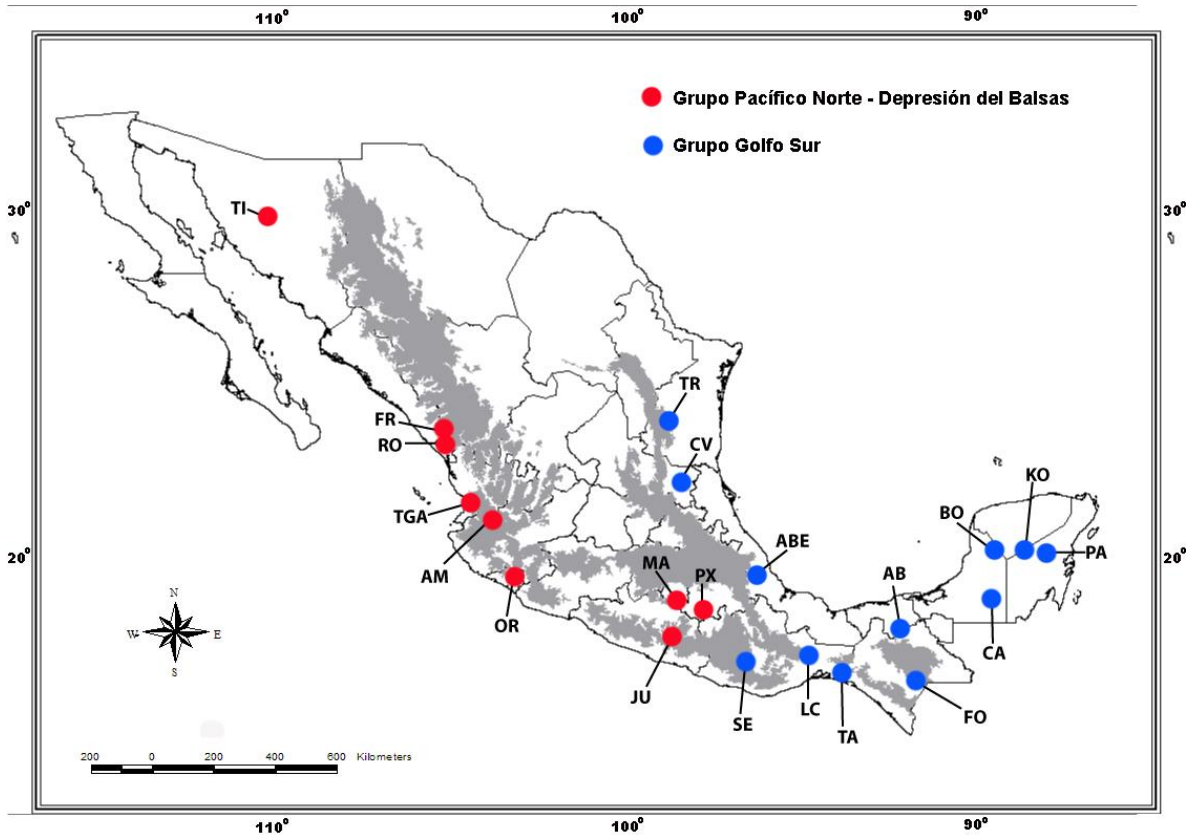 110° 100° 90°
Grupo Pacífico Norte - Depresión del Balsas
Grupo Golfo Sur
30° 30°
TI
TR
FR
RO
CV
KO
BO
TGA
ABE
PA
20° 20°
MA
PX
AB
AM
OR
N
W E
S
CA
JU
SE
LC
TA
FO
200 0 200 400 600 Kilometers
110° 100° 90°